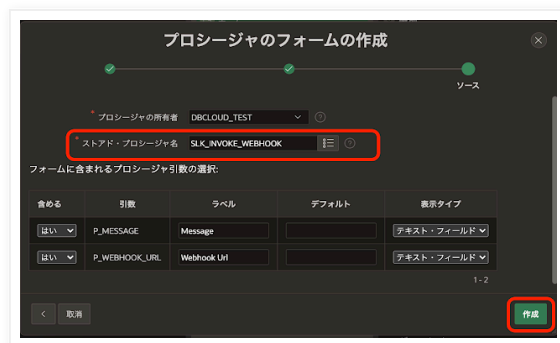 プロシージャのフォームの作成
ソース
* プロシージャの所有者 DBCLOUD_TEST
* ストアド・プロシージャ名 SLK_INVOKE_WEBHOOK
フォームに含まれるプロシージャ引数の選択:
含める 引数 ラベル デフォルト 表示タイプ
はい P_MESSAGE Message テキスト・フィールド
はい P_WEBHOOK_URL Webhook Url テキスト・フィールド
1 - 2
取消 作成